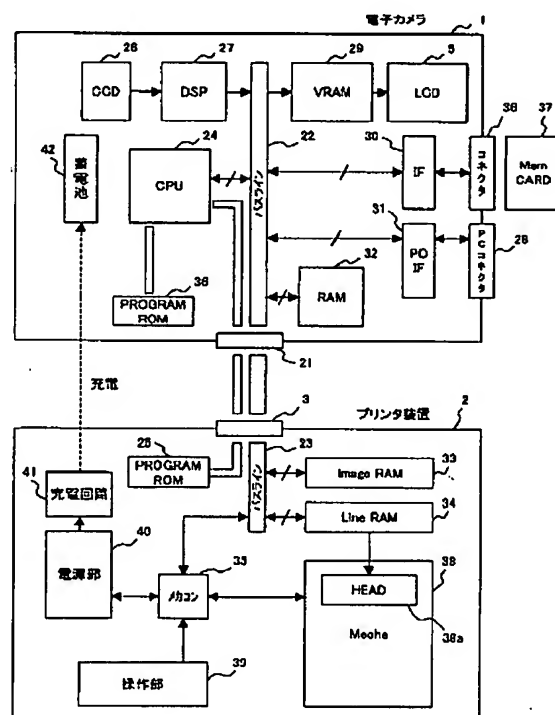 電子カメラ
1
26
27
29
5
CCD
DSP
VRAM
LCD
36
37
24
22
30
42
蓄電池
CPU
バスライン
IF
コネクタ
Mem
CARD
31
32
PC
IF
PCコネクタ
28
36
PROGRAM
ROM
RAM
21
充電
3
プリンタ装置
2
25
PROGRAM
ROM
23
33
バスライン
Image RAM
41
充電回路
34
Line RAM
40
35
38
電源部
メカコン
HEAD
Mecha
38a
39
操作部